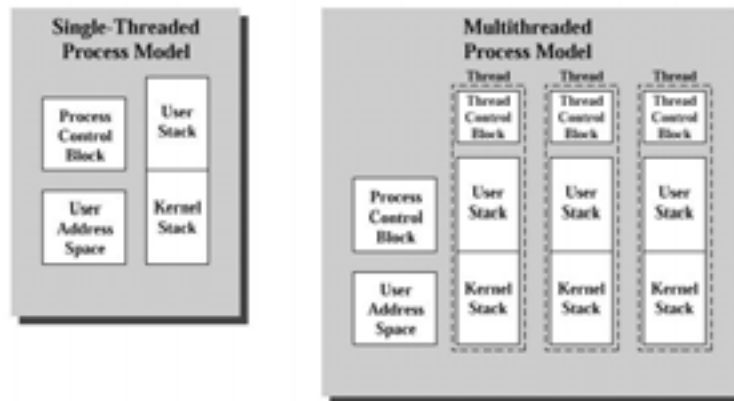 Single-Threaded
Process Model
Process
Control
Block
User
Stack
User
Address
Space
Kernel
Stack
Multithreaded
Process Model
Thread
Thread
Control
Block
User
Stack
Kernel
Stack
Thread
Thread
Control
Block
User
Stack
Kernel
Stack
Thread
Thread
Control
Block
User
Stack
Kernel
Stack
Process
Control
Block
User
Address
Space